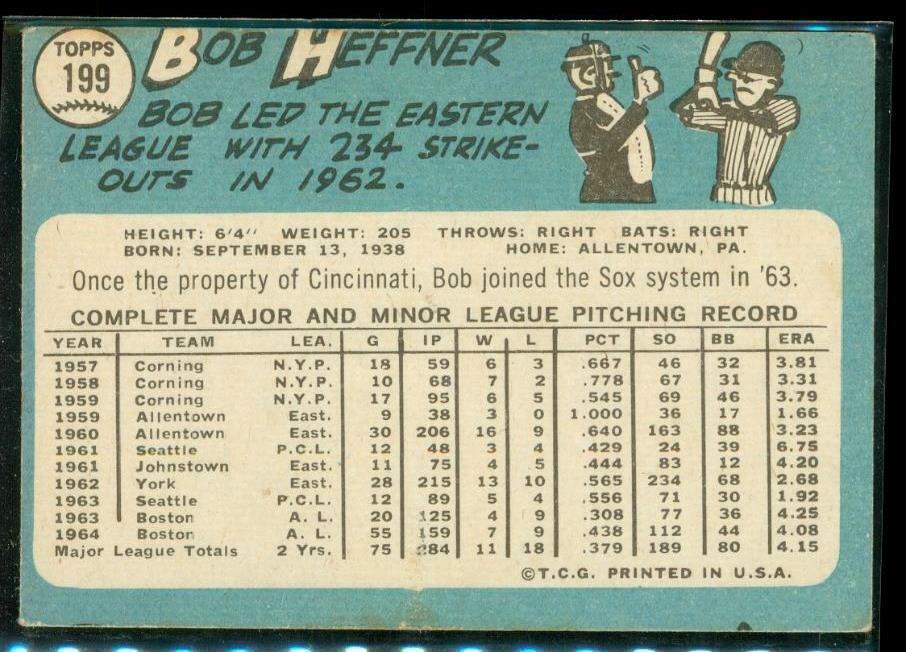 TOPPS
199
BOB HEFFNER
BOB LED THE EASTERN
LEAGUE WITH 234 STRIKE-
OUTS IN 1962.
HEIGHT: 6'4" WEIGHT: 205 THROWS: RIGHT BATS: RIGHT
BORN: SEPTEMBER 13, 1938 HOME: ALLENTOWN, PA.
Once the property of Cincinnati, Bob joined the Sox system in '63.
COMPLETE MAJOR AND MINOR LEAGUE PITCHING RECORD
YEAR TEAM LEA. G IP W L PCT SO BB ERA
1957 Corning N.Y.P. 18 59 6 3 .667 46 32 3.81
1958 Corning N.Y.P. 10 68 7 2 .778 67 31 3.31
1959 Corning N.Y.P. 17 95 6 5 .545 69 46 3.79
1959 Allentown East. 9 38 3 0 1.000 36 17 1.66
1960 Allentown East. 30 206 16 9 .640 163 88 3.23
1961 Seattle P.C.L. 12 48 3 4 .429 24 39 6.75
1961 Johnstown East. 11 75 4 5 .444 83 12 4.20
1962 York East. 28 215 13 10 .565 234 68 2.68
1963 Seattle P.C.L. 12 89 5 4 .556 71 30 1.92
1963 Boston A. L. 20 125 4 9 .308 77 36 4.25
1964 Boston A. L. 55 159 7 9 .438 112 44 4.08
Major League Totals 2 Yrs. 75 284 11 18 .379 189 80 4.15
©T.C.G. PRINTED IN U.S.A.